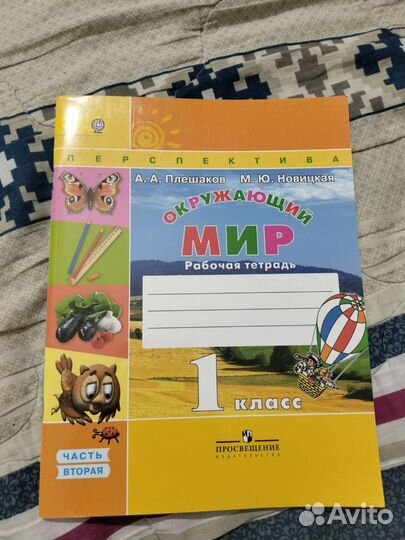 ПЕРСПЕКТИВА
А. А. Плешаков М. Ю. Новицкая
ОКРУЖАЮЩИЙ
МИР
Рабочая тетрадь
1 класс
ЧАСТЬ
ВТОРАЯ
ПРОСВЕЩЕНИЕ
ИЗДАТЕЛЬСТВО
Avito